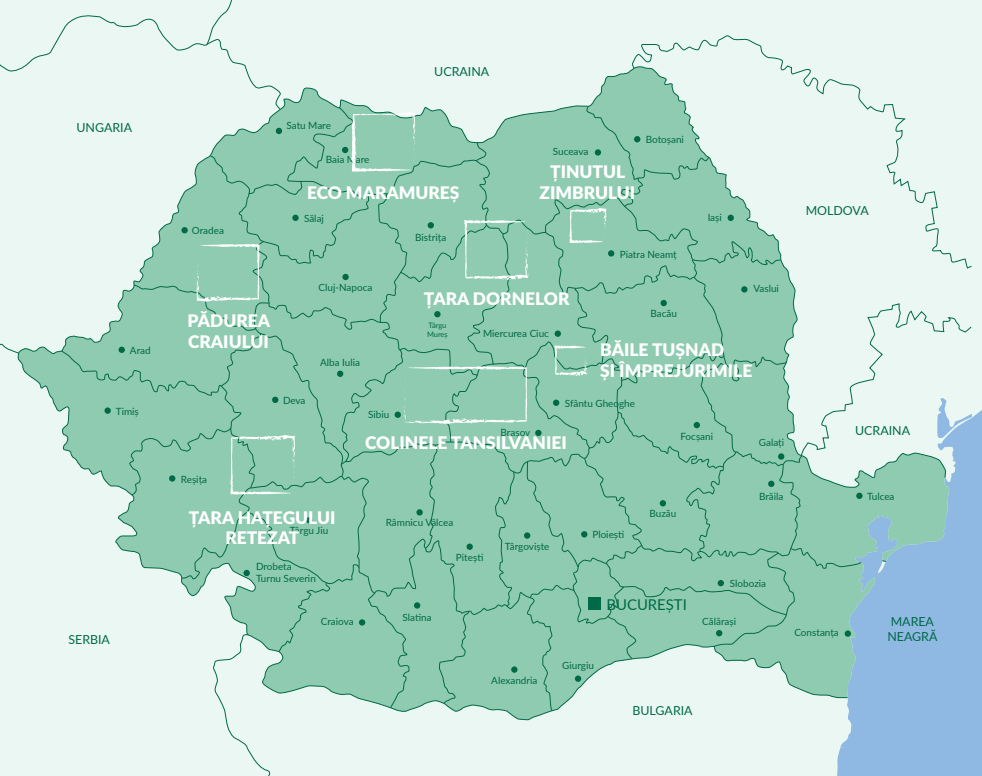 UCRAINA
UNGARIA
Satu Mare
Botoșani
Suceava
Baia Mare
ȚINUTUL
ZIMBRULUI
ECO MARAMUREȘ
MOLDOVA
Sălaj
Iași
Oradea
Bistrița
Piatra Neamț
Cluj-Napoca
Vaslui
ȚARA DORNELOR
Bacău
PĂDUREA
CRAIULUI
Târgu
Mureș
Miercurea Ciuc
Arad
BĂILE TUȘNAD
ȘI ÎMPREJURIMILE
Alba Iulia
Deva
Sfântu Gheorghe
Timiș
Sibiu
Brașov
Focșani
UCRAINA
COLINELE TANSILVANIEI
Galați
Reșița
Brăila
Tulcea
ȚARA HAȚEGULUI
RETEZAT
Târgu Jiu
Râmnicu Vâlcea
Buzău
Ploiești
Târgoviște
Pitești
Drobeta
Turnu Severin
Slobozia
BUCUREȘTI
Slatina
Craiova
Călărași
Constanța
MAREA
NEAGRĂ
SERBIA
Giurgiu
Alexandria
BULGARIA